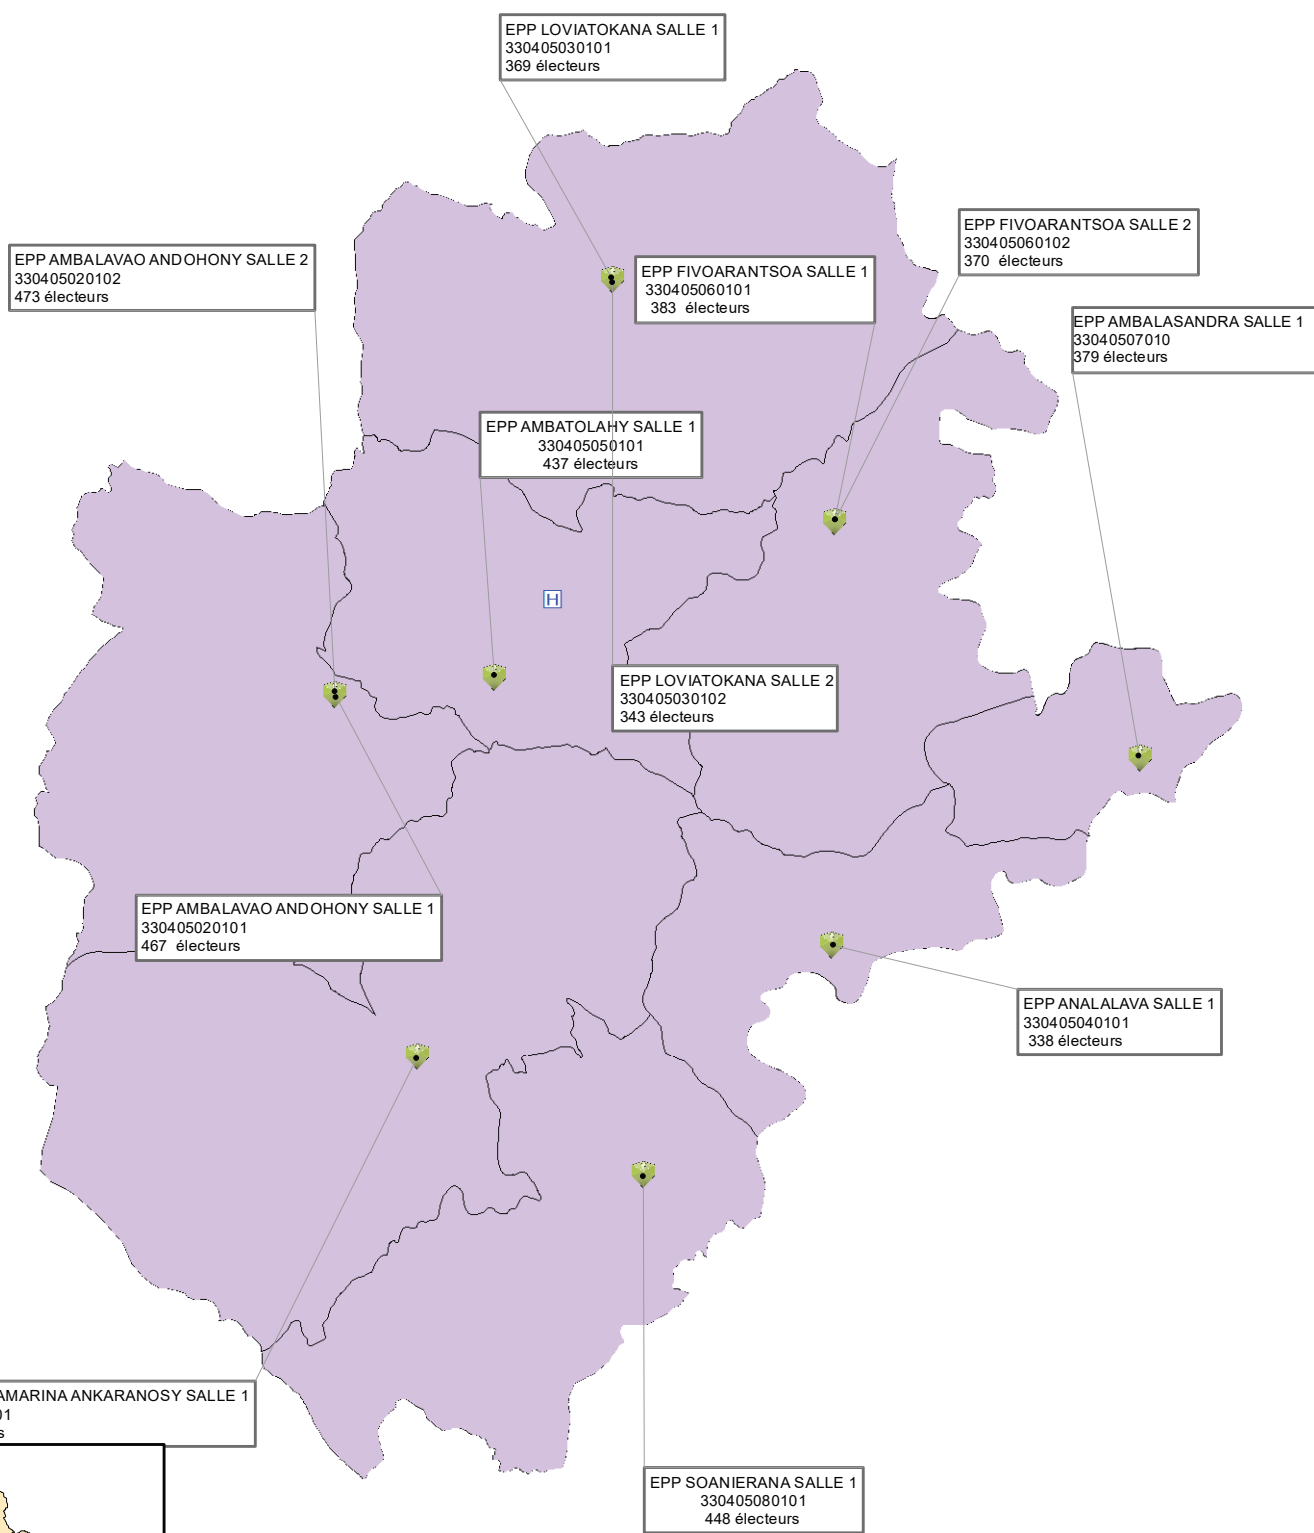 EPP LOVIATOKANA SALLE 1
330405030101
369 électeurs
EPP FIVOARANTSOA SALLE 2
330405060102
370 électeurs
EPP AMBALAVAO ANDOHONY SALLE 2
330405020102
473 électeurs
EPP FIVOARANTSOA SALLE 1
330405060101
383 électeurs
EPP AMBALASANDRA SALLE 1
33040507010
379 électeurs
EPP AMBATOLAHY SALLE 1
330405050101
437 électeurs
H
EPP LOVIATOKANA SALLE 2
330405030102
343 électeurs
EPP AMBALAVAO ANDOHONY SALLE 1
330405020101
467 électeurs
EPP ANALALAVA SALLE 1
330405040101
338 électeurs
AMARINA ANKARANOSY SALLE 1
01
s
EPP SOANIERANA SALLE 1
330405080101
448 électeurs